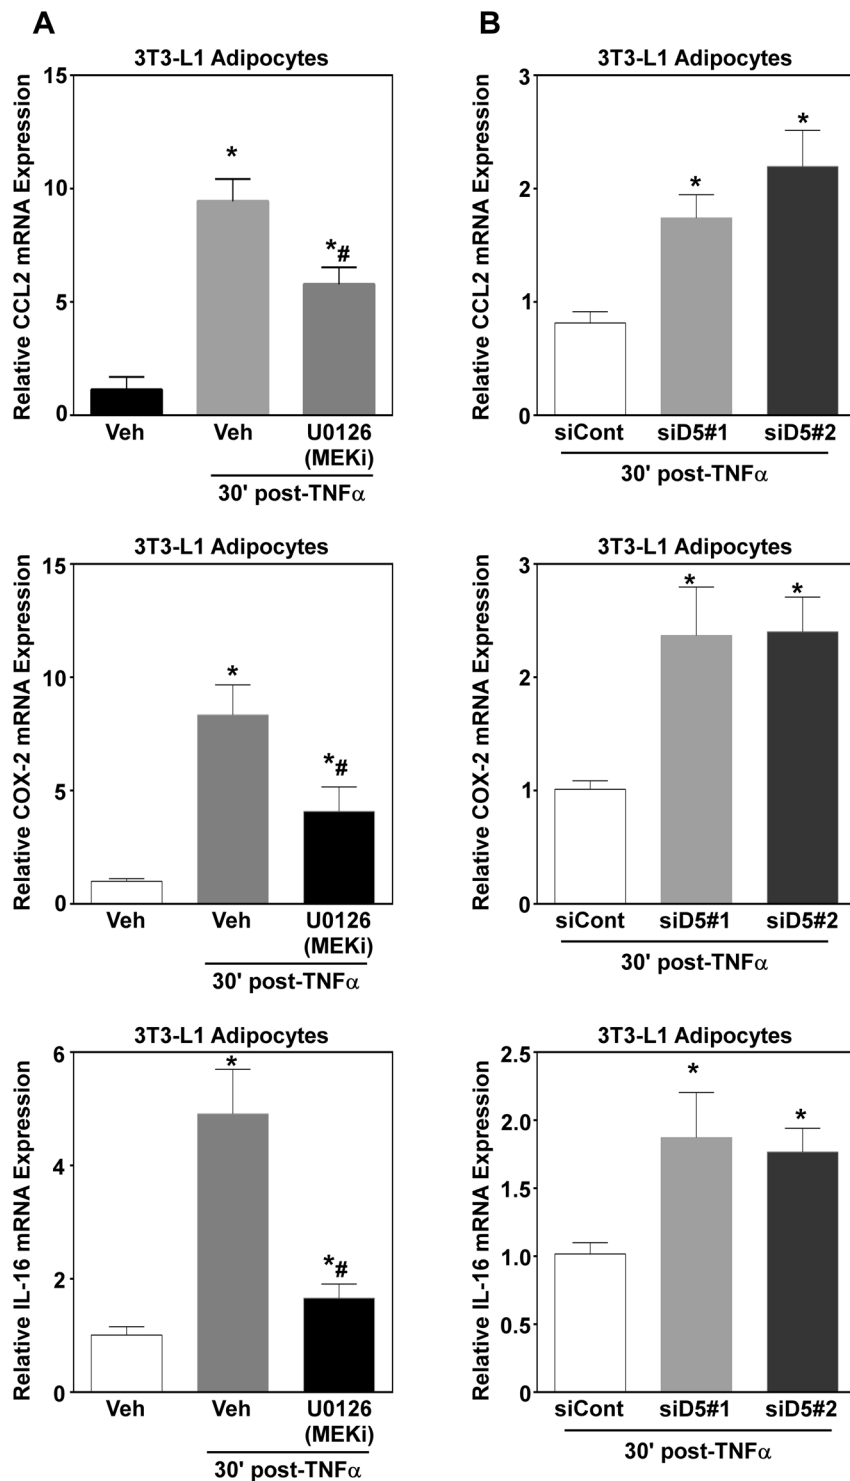 A
3T3-L1 Adipocytes
Relative CCL2 mRNA Expression
15
10
5
0
*
*#
Veh
Veh
U0126
(MEKi)
30' post-TNFα
B
3T3-L1 Adipocytes
Relative CCL2 mRNA Expression
3
2
1
0
*
*
siCont
siD5#1
siD5#2
30' post-TNFα
3T3-L1 Adipocytes
Relative COX-2 mRNA Expression
15
10
5
0
*
*#
Veh
Veh
U0126
(MEKi)
30' post-TNFα
3T3-L1 Adipocytes
Relative COX-2 mRNA Expression
3
2
1
0
*
*
siCont
siD5#1
siD5#2
30' post-TNFα
3T3-L1 Adipocytes
Relative IL-16 mRNA Expression
6
4
2
0
*
*#
Veh
Veh
U0126
(MEKi)
30' post-TNFα
3T3-L1 Adipocytes
Relative IL-16 mRNA Expression
2.5
2.0
1.5
1.0
0.5
0
*
*
siCont
siD5#1
siD5#2
30' post-TNFα